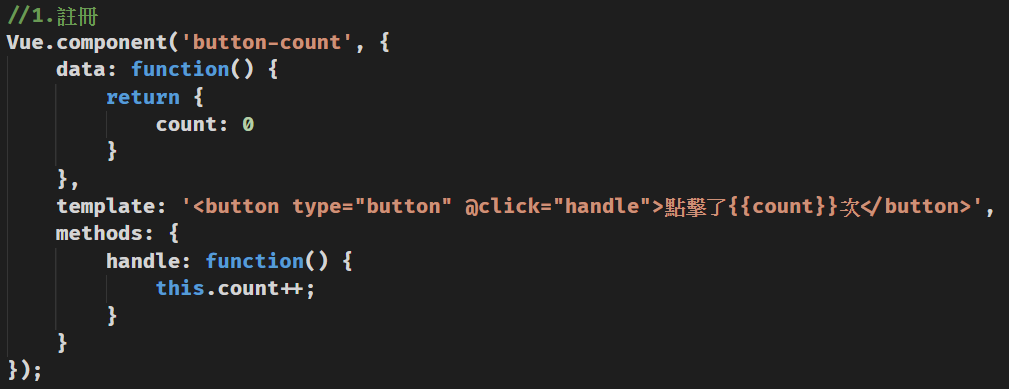 //1.註冊
Vue.component('button-count', {
    data: function() {
        return {
            count: 0
        }
    },
    template: '<button type="button" @click="handle">點擊了{{count}}次</button>',
    methods: {
        handle: function() {
            this.count++;
        }
    }
});